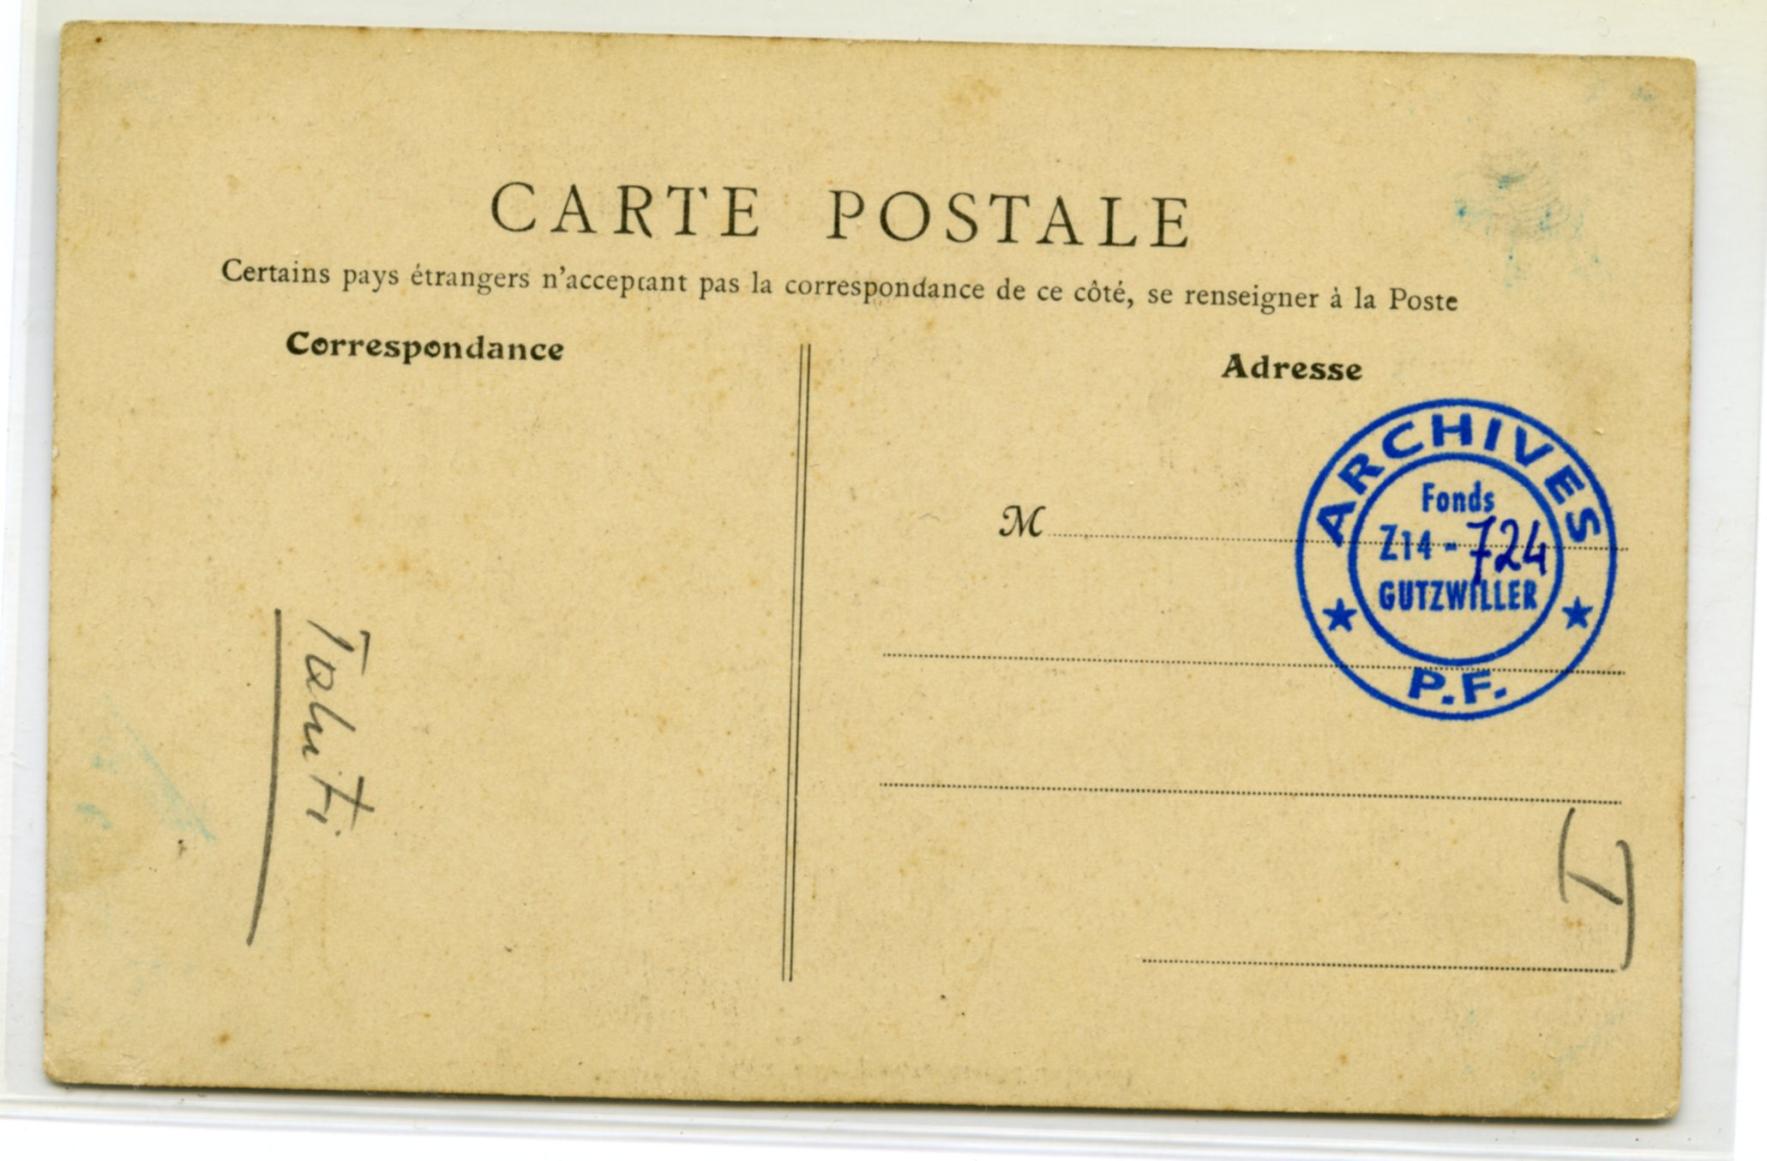 CARTE POSTALE
Certains pays étrangers n'acceptant pas la correspondance de ce côté, se renseigner à la Poste
Correspondance
Adresse
M
ARCHIVES
Fonds
Z14 - 724
GUTZWILLER
P.F.
Tahiti